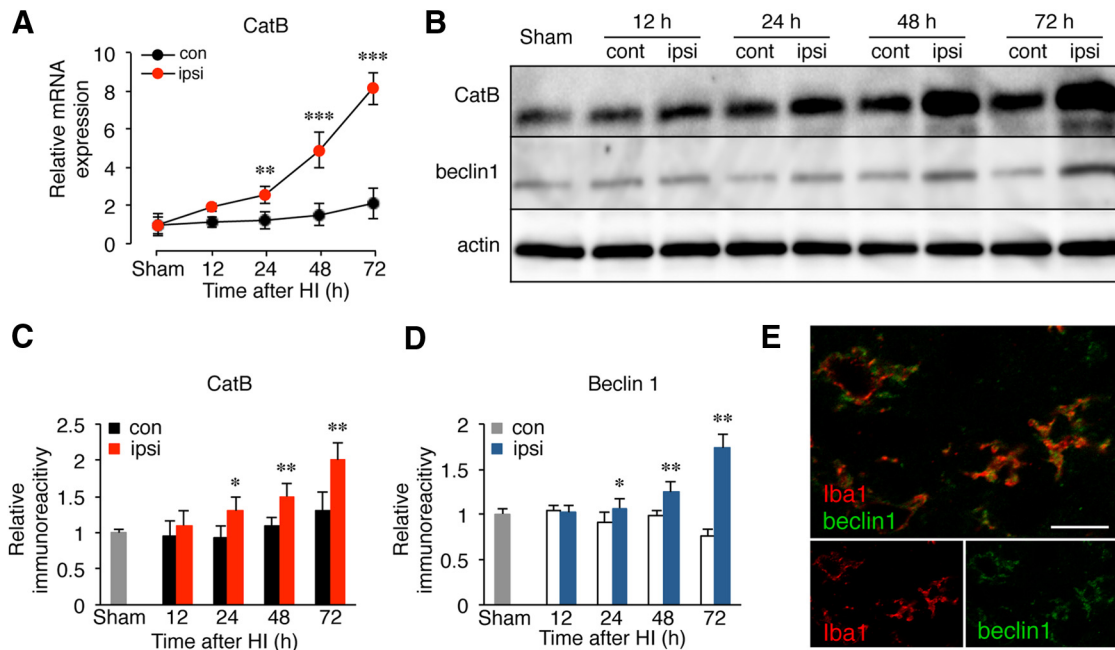 A
CatB
con
ipsi
Relative mRNA
expression
10
8
6
4
2
0
**
***
***
Sham 12 24 48 72
Time after HI (h)
B
Sham 12 h 24 h 48 h 72 h
cont ipsi cont ipsi cont ipsi cont ipsi
CatB
beclin1
actin
C
CatB
con
ipsi
Relative
immunoreacitivy
2.5
2
1.5
1
0.5
0
*
**
**
Sham 12 24 48 72
Time after HI (h)
D
Beclin 1
con
ipsi
Relative
immunoreacitivy
2
1.5
1
0.5
0
*
**
**
Sham 12 24 48 72
Time after HI (h)
E
Iba1
beclin1
Iba1
beclin1